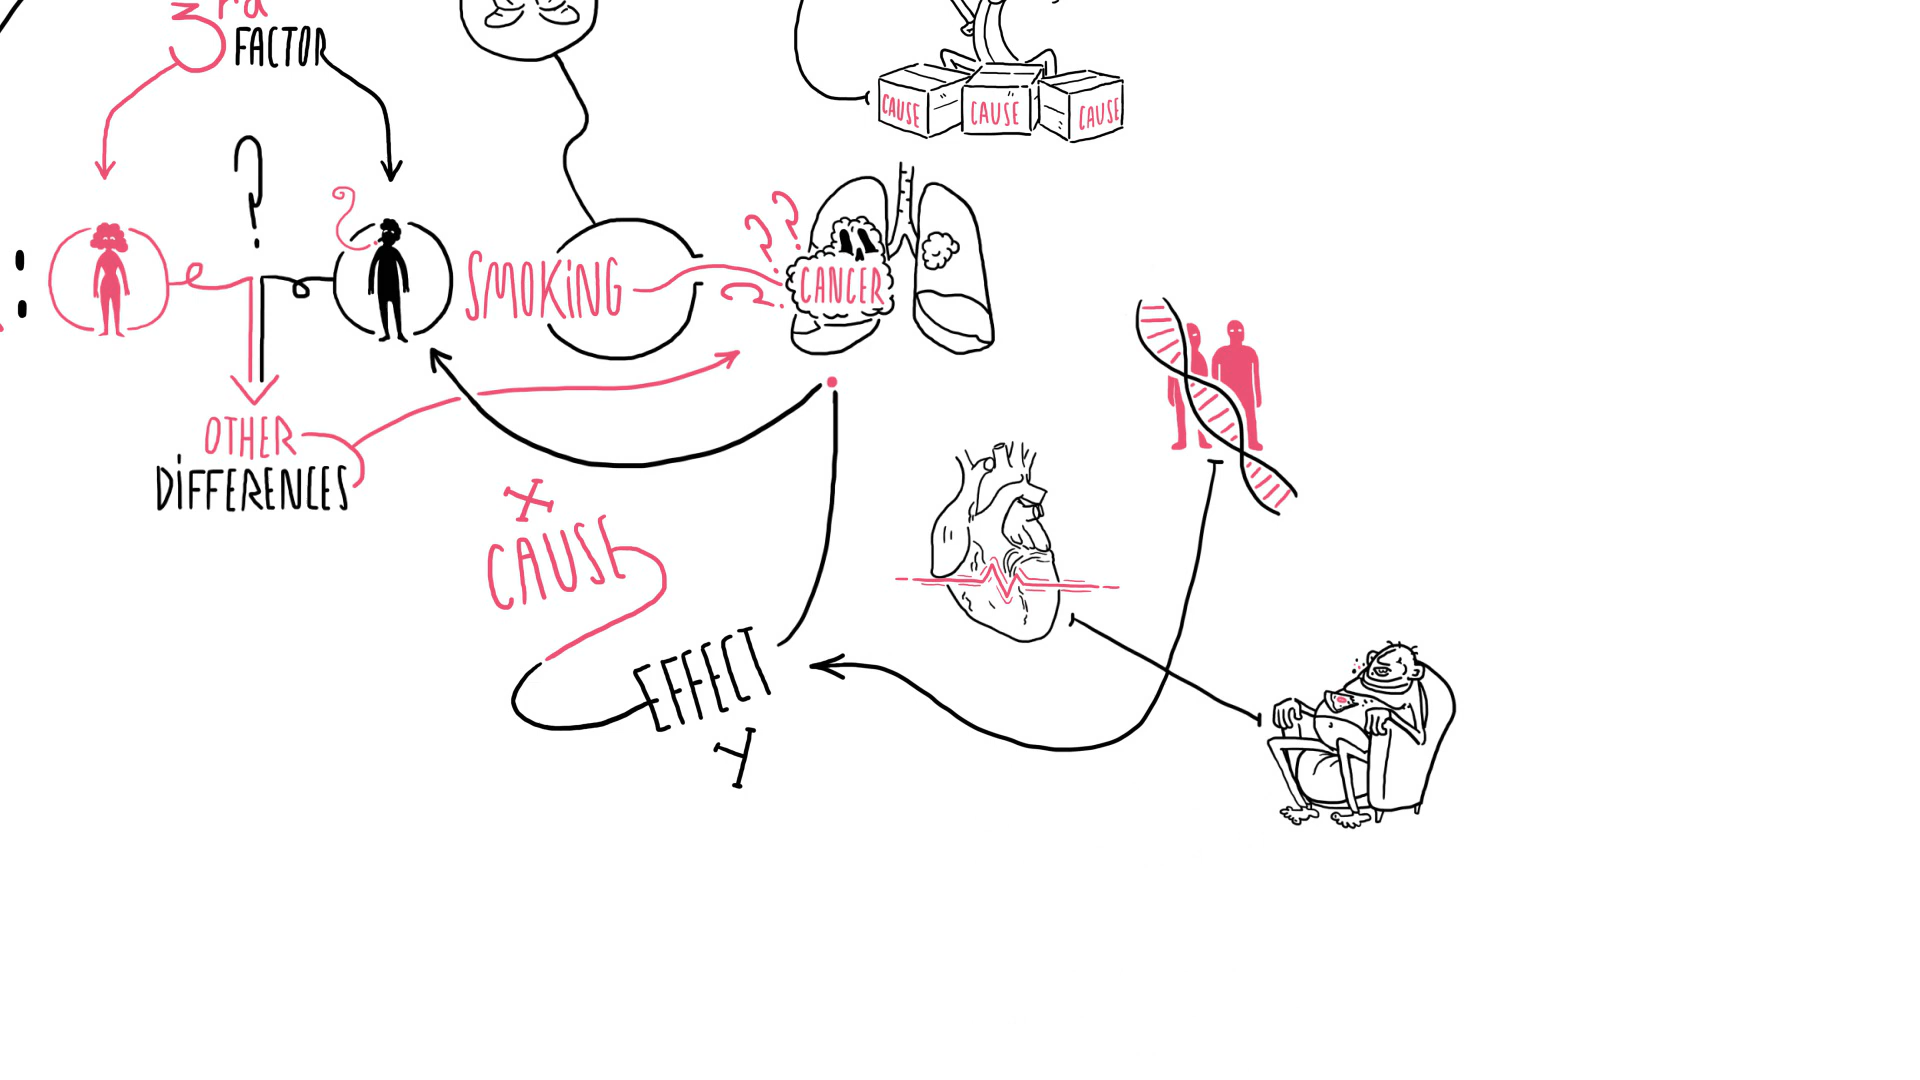 3rd
FACTOR
CAUSE
CAUSE
CAUSE
?
:
SMOKiNG
???
CANCER
OTHER
DiFFERENCES
X
CAUSE
EFFECT
Y